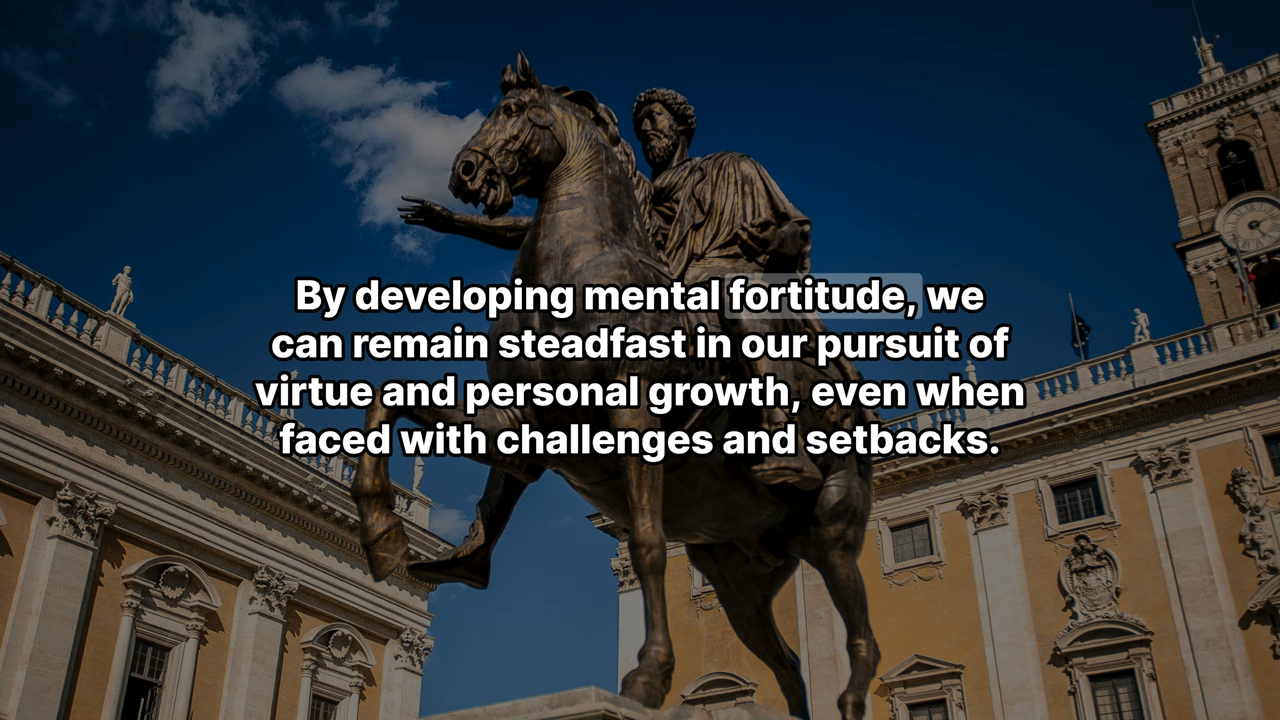 By developing mental fortitude, we
can remain steadfast in our pursuit of
virtue and personal growth, even when
faced with challenges and setbacks.